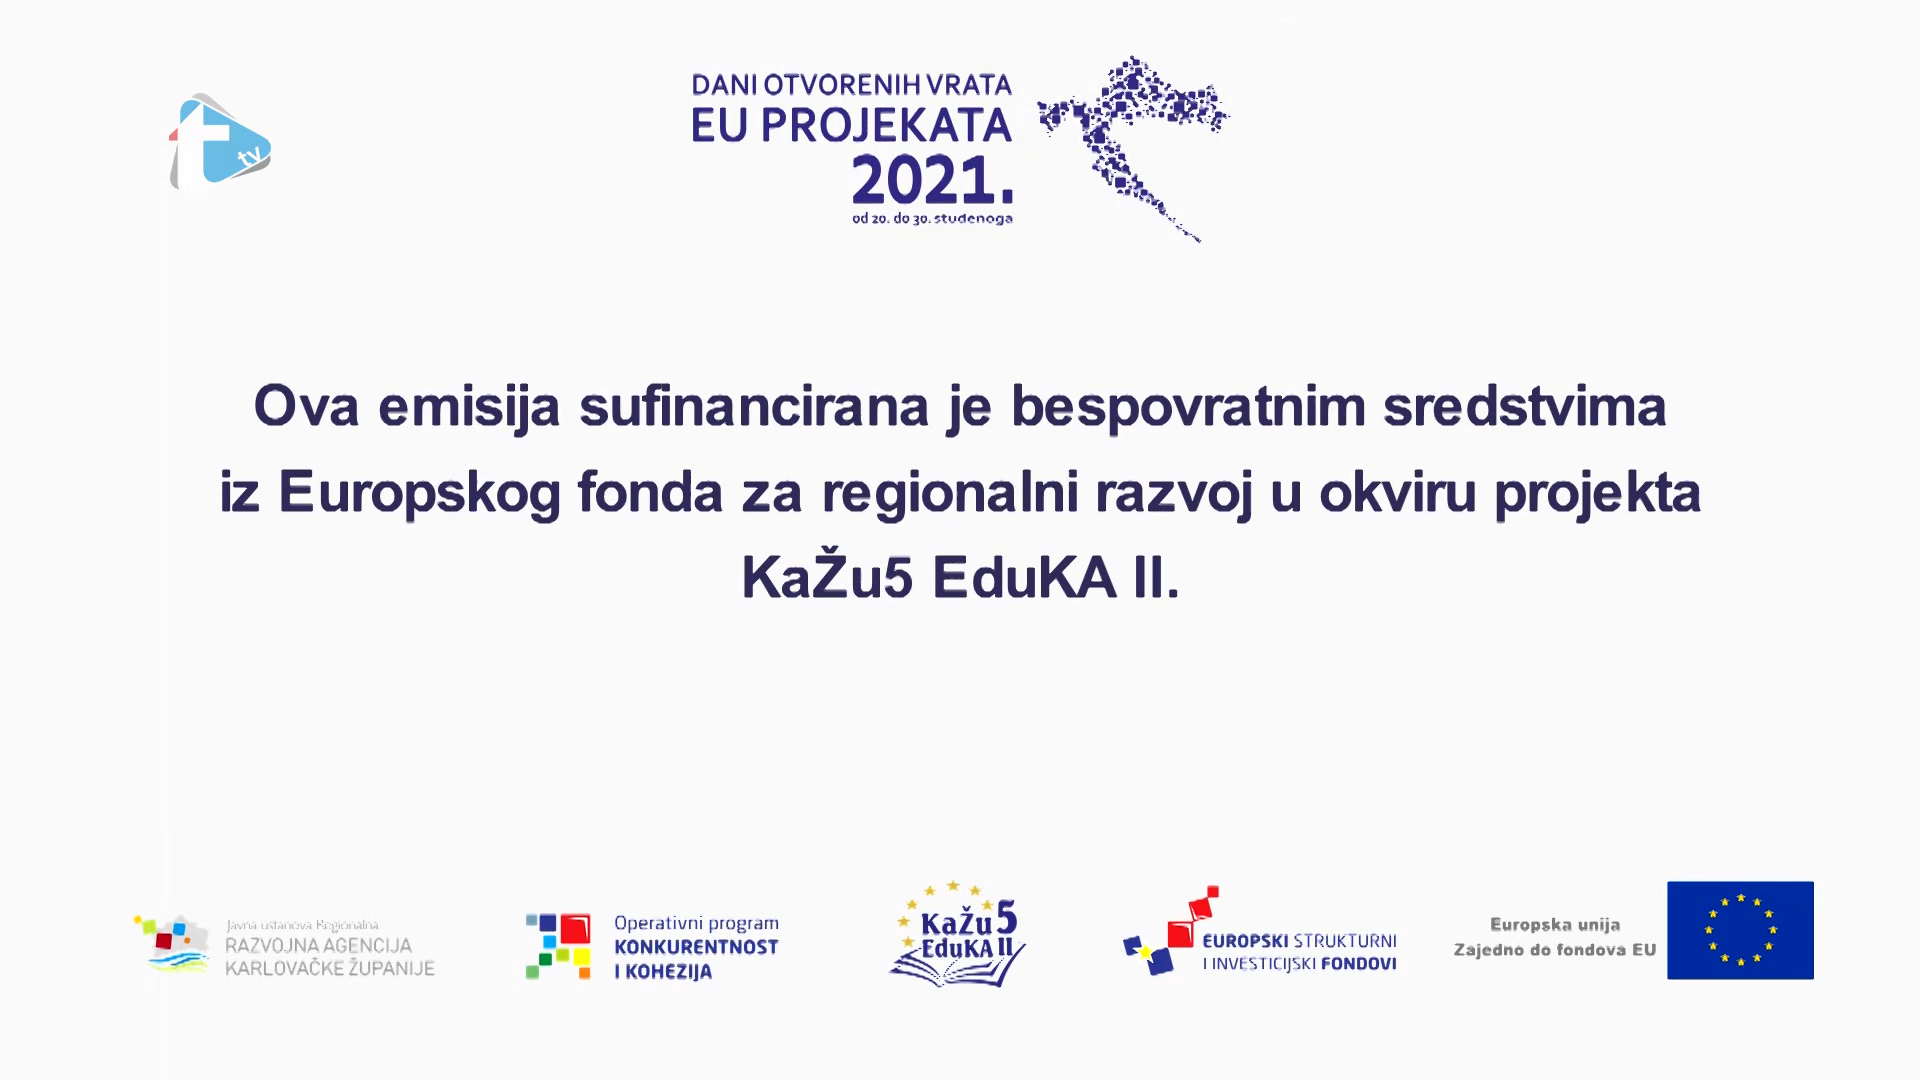 t tv
DANI OTVORENIH VRATA
EU PROJEKATA
2021.
od 20. do 30. studenoga
Ova emisija sufinancirana je bespovratnim sredstvima
iz Europskog fonda za regionalni razvoj u okviru projekta
KaŽu5 EduKA II.
Javna ustanova Regionalna
RAZVOJNA AGENCIJA
KARLOVAČKE ŽUPANIJE
Operativni program
KONKURENTNOST
I KOHEZIJA
KaŽu5
EduKA II
EUROPSKI STRUKTURNI
I INVESTICIJSKI FONDOVI
Europska unija
Zajedno do fondova EU